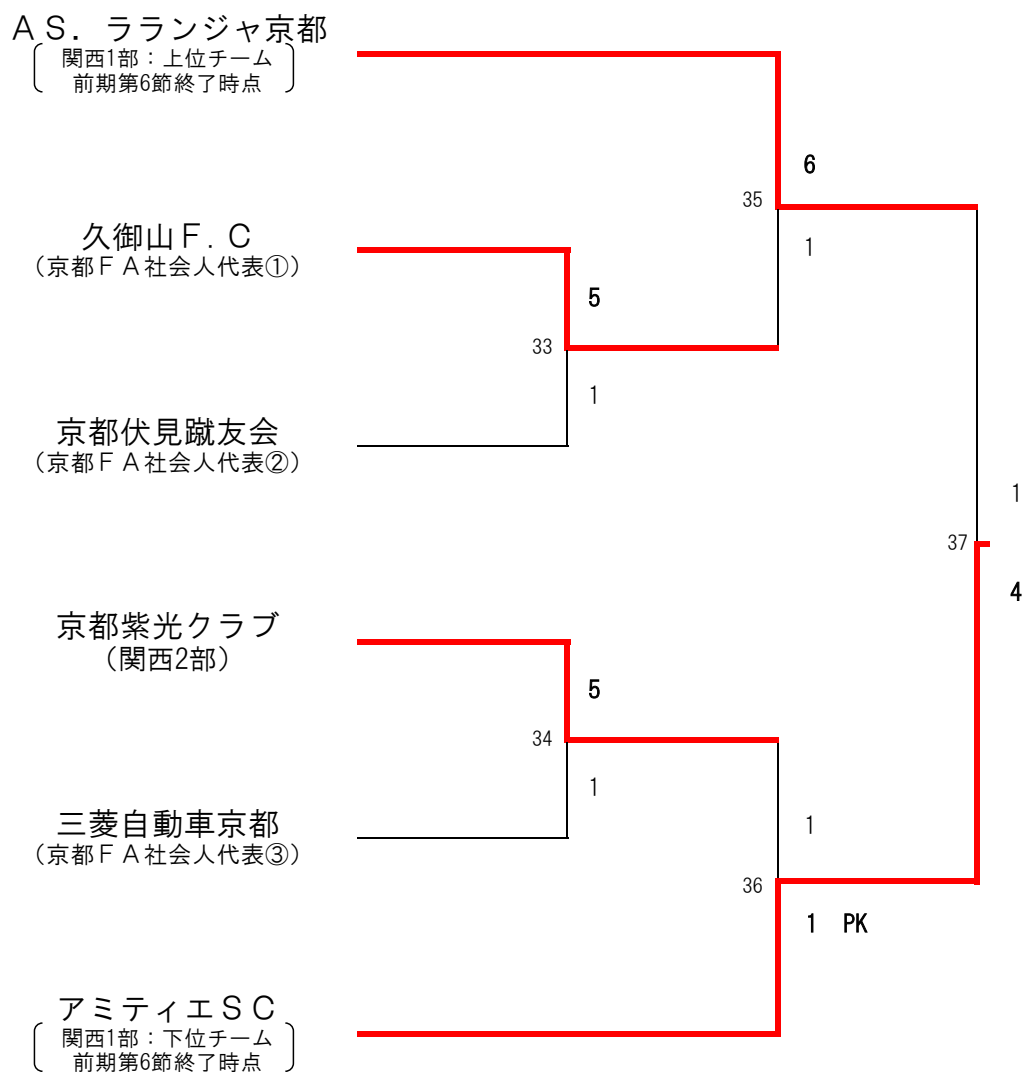 ＡＳ．ラランジャ京都
関西1部：上位チーム
前期第6節終了時点
6
35
1
久御山Ｆ．Ｃ
（京都ＦＡ社会人代表①）
5
33
1
京都伏見蹴友会
（京都ＦＡ社会人代表②）
1
37
4
京都紫光クラブ
（関西2部）
5
34
1
三菱自動車京都
（京都ＦＡ社会人代表③）
1
36
1 PK
アミティエＳＣ
関西1部：下位チーム
前期第6節終了時点